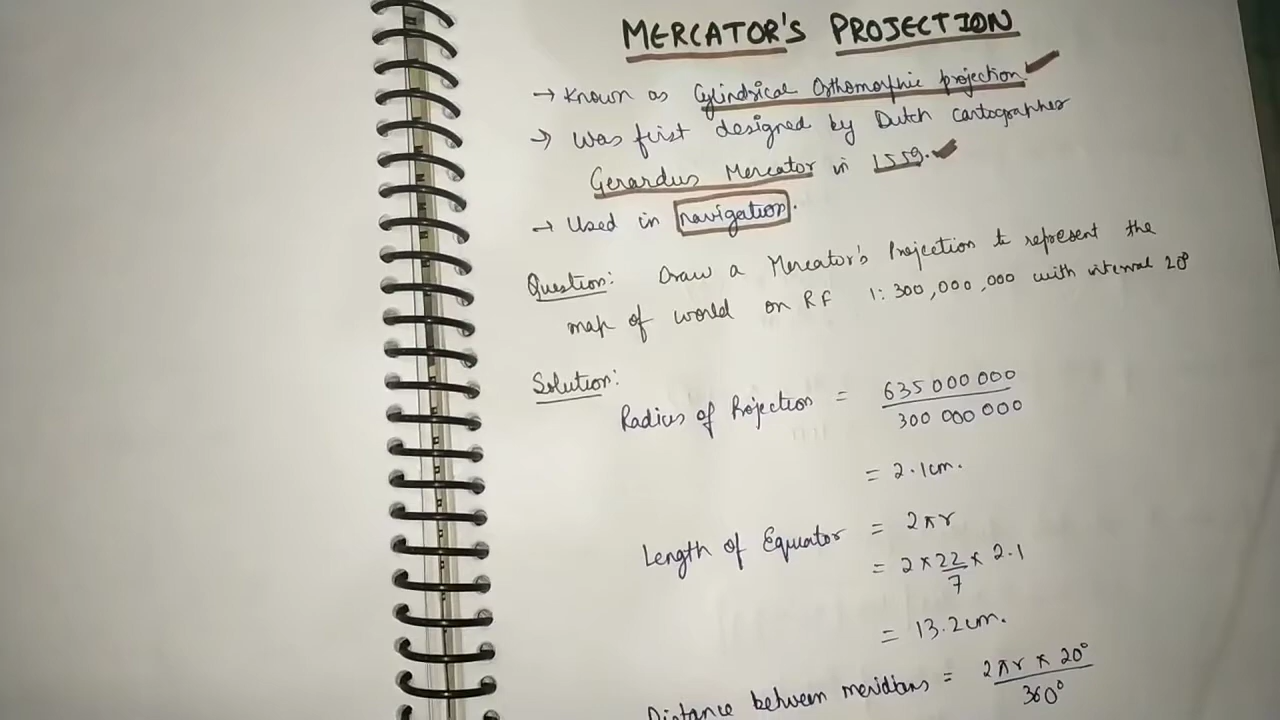 MERCATOR'S PROJECTION
→ Known as Cylindrical Orthomorphic projection
→ Was first designed by Dutch cartographer
Gerardus Mercator in 1559.
→ Used in navigation.
Question: Draw a Mercator's Projection to represent the
map of world on RF 1:300,000,000 with interval 20°
Solution:
Radius of Projection = 635 000 000
300 000 000
= 2.1cm.
Length of Equator = 2πr
= 2 × 22 × 2.1
7
= 13.2cm.
Distance between meridians = 2πr × 20°
360°